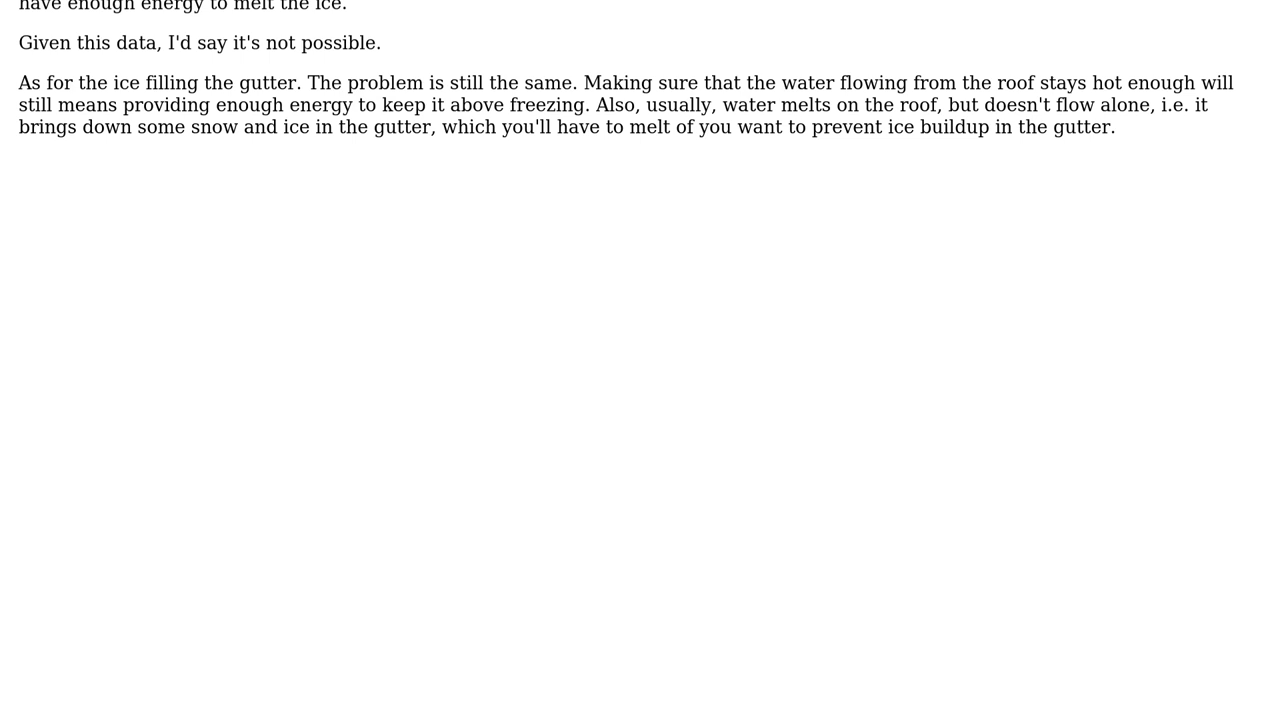 have enough energy to melt the ice.
Given this data, I'd say it's not possible.
As for the ice filling the gutter. The problem is still the same. Making sure that the water flowing from the roof stays hot enough will
still means providing enough energy to keep it above freezing. Also, usually, water melts on the roof, but doesn't flow alone, i.e. it
brings down some snow and ice in the gutter, which you'll have to melt of you want to prevent ice buildup in the gutter.